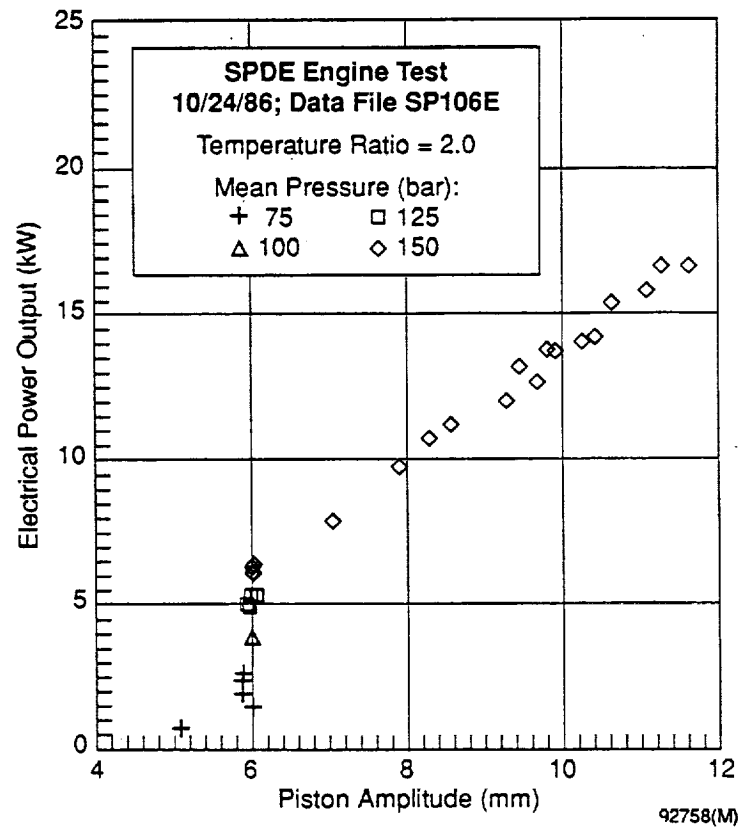 25
20
15
10
5
0
Electrical Power Output (kW)
SPDE Engine Test
10/24/86; Data File SP106E
Temperature Ratio = 2.0
Mean Pressure (bar):
+ 75 □ 125
△ 100 ◇ 150
4 6 8 10 12
Piston Amplitude (mm)
92758(M)